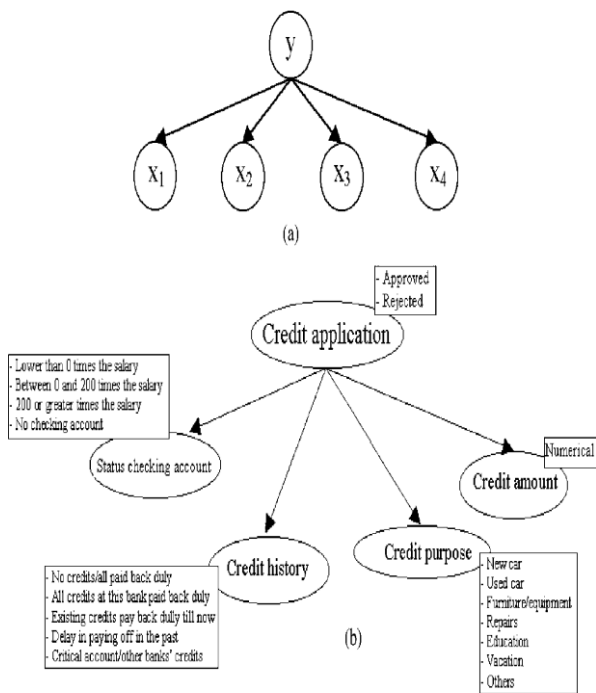 y
x1
x2
x3
x4
(a)
- Approved
- Rejected
Credit application
- Lower than 0 times the salary
- Between 0 and 200 times the salary
- 200 or greater times the salary
- No checking account
Status checking account
Numerical
Credit amount
Credit history
Credit purpose
- No credits/all paid back duly
- All credits at this bank paid back duly
- Existing credits pay back dully till now
- Delay in paying off in the past
- Critical account/other banks' credits
- New car
- Used car
- Furniture/equipment
- Repairs
- Education
- Vacation
- Others
(b)